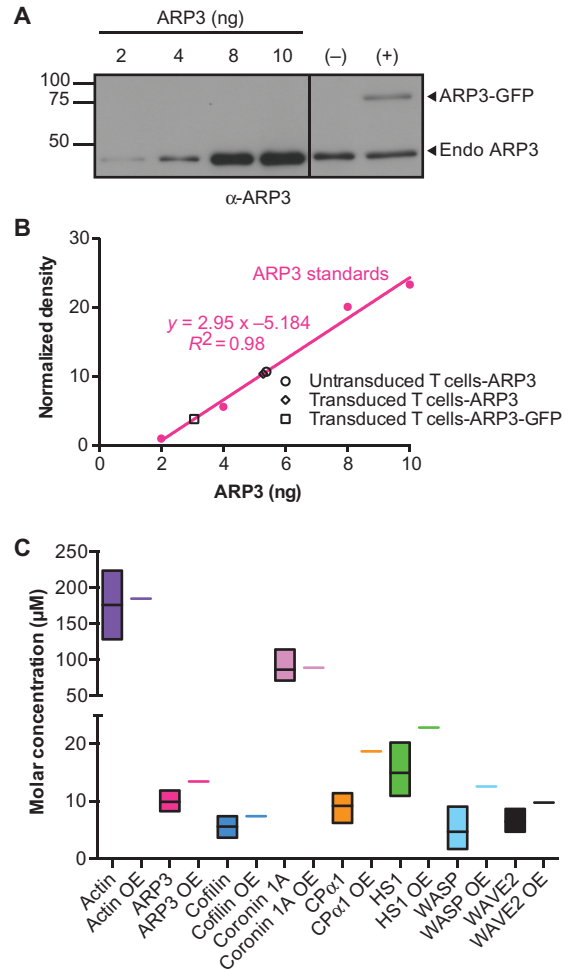 A
ARP3 (ng)
2 4 8 10 (–) (+)
100
75
50
ARP3-GFP
Endo ARP3
α-ARP3
B
30
20
10
0
Normalized density
ARP3 standards
y = 2.95 x –5.184
R2 = 0.98
Untransduced T cells-ARP3
Transduced T cells-ARP3
Transduced T cells-ARP3-GFP
0 2 4 6 8 10
ARP3 (ng)
C
250
200
150
100
50
20
10
0
Molar concentration (µM)
Actin
Actin OE
ARP3
ARP3 OE
Cofilin
Cofilin OE
Coronin 1A
Coronin 1A OE
CPα1
CPα1 OE
HS1
HS1 OE
WASP
WASP OE
WAVE2
WAVE2 OE